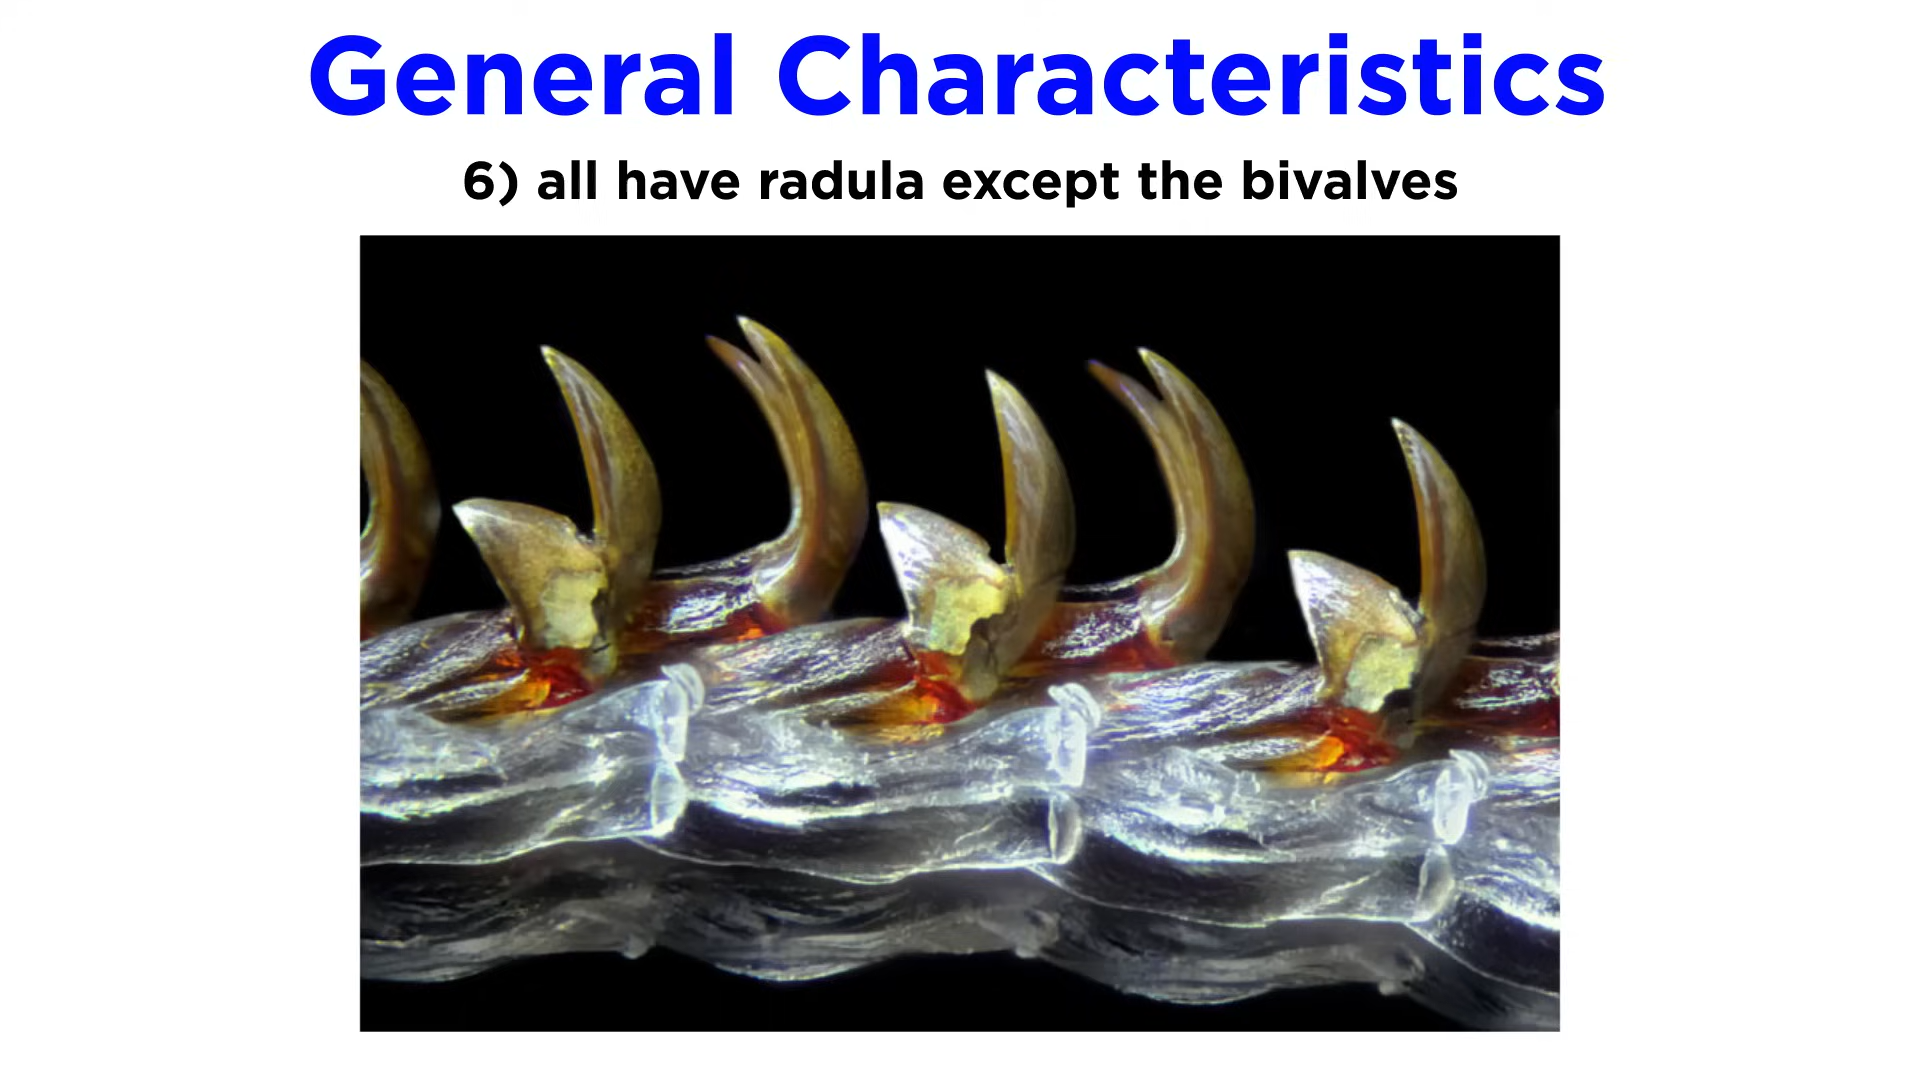 General Characteristics
6) all have radula except the bivalves